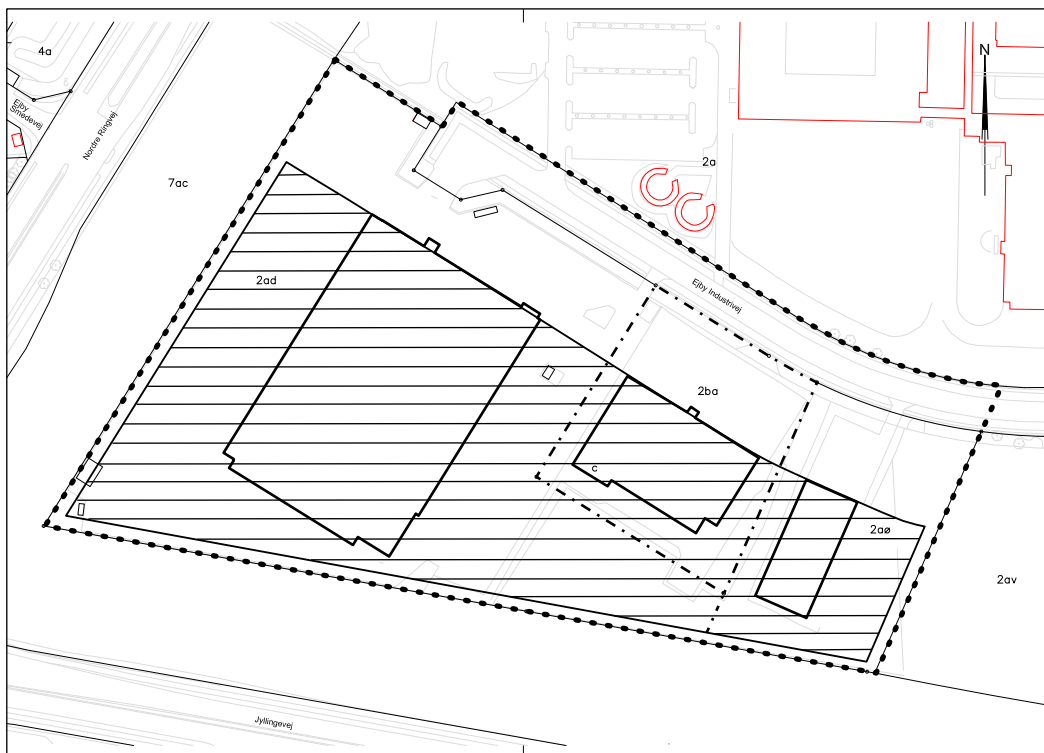 4a
N
Ejby
Smedevej
Nordre Ringvej
2a
7ac
2ad
Ejby Industrivej
2ba
c
2aø
2av
Jyllingevej